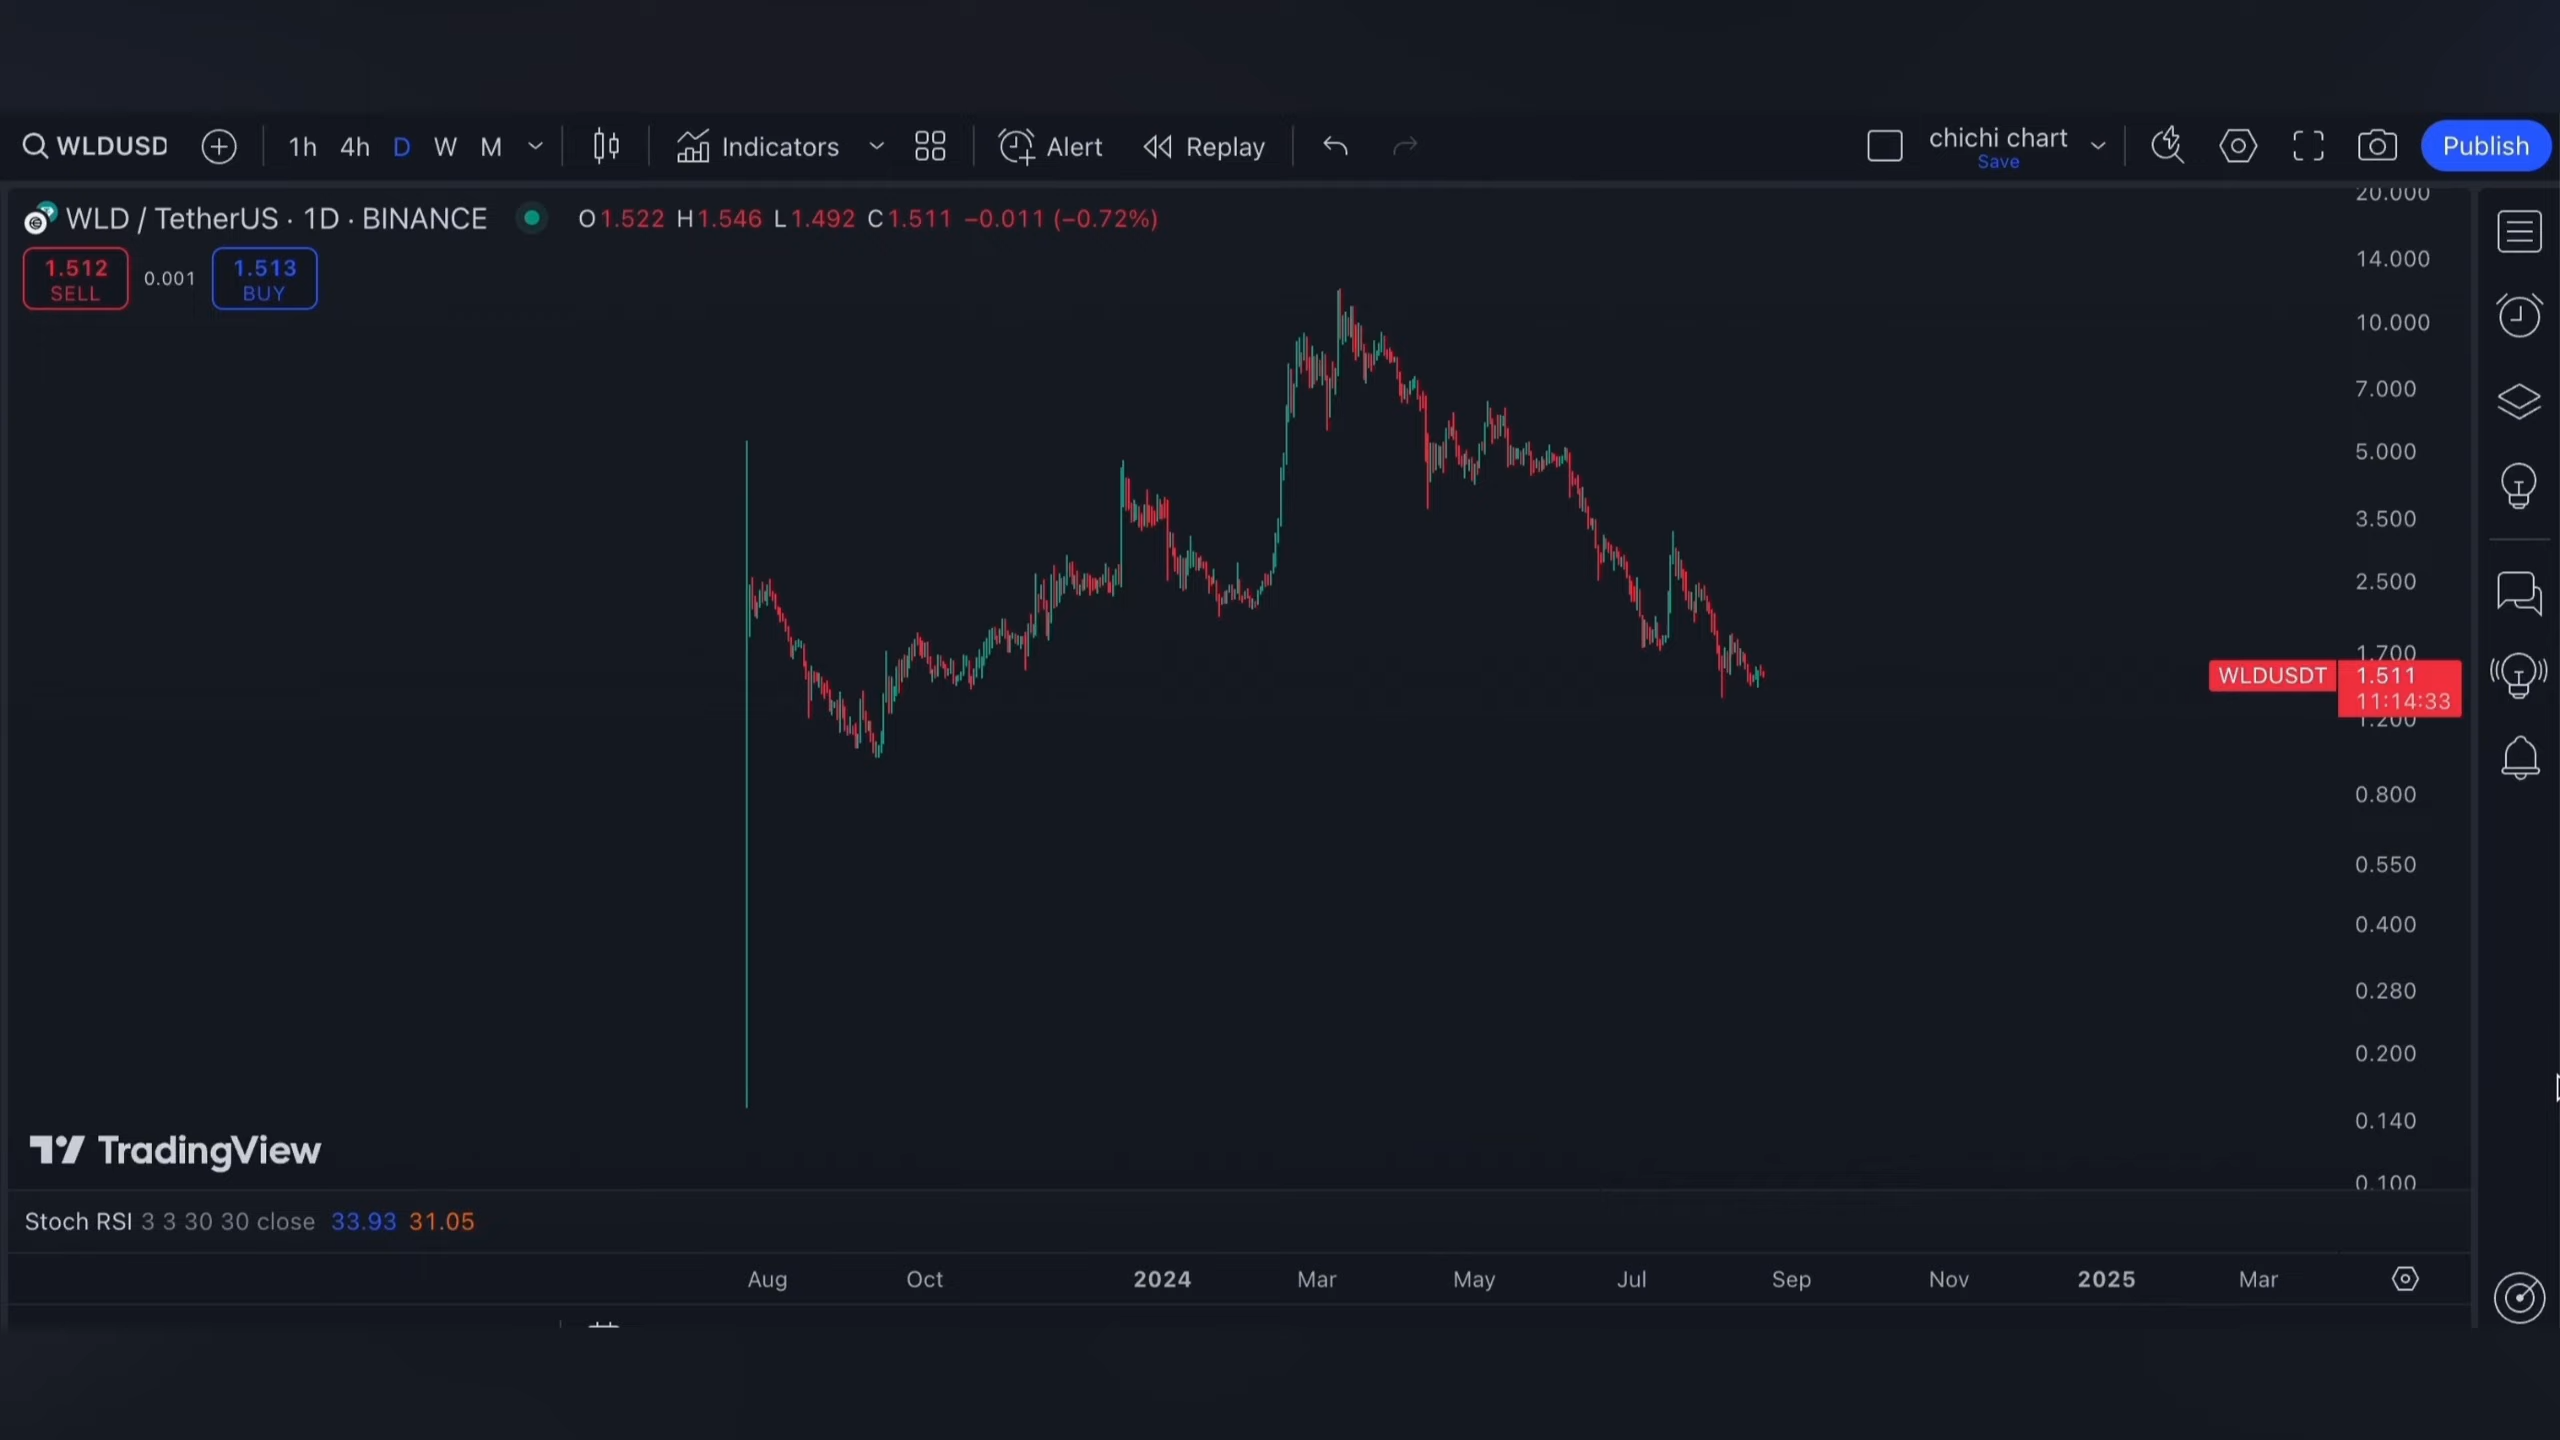 WLDUSD 1h 4h D W M Indicators Alert Replay chichi chart Publish
Save
WLD / TetherUS · 1D · BINANCE O1.522 H1.546 L1.492 C1.511 −0.011 (−0.72%)
1.512 0.001 1.513
SELL BUY
20.000
14.000
10.000
7.000
5.000
3.500
2.500
1.700
WLDUSDT 1.511
11:14:33
1.200
0.800
0.550
0.400
0.280
0.200
0.140
TradingView
0.100
Stoch RSI 3 3 30 30 close 33.93 31.05
Aug Oct 2024 Mar May Jul Sep Nov 2025 Mar